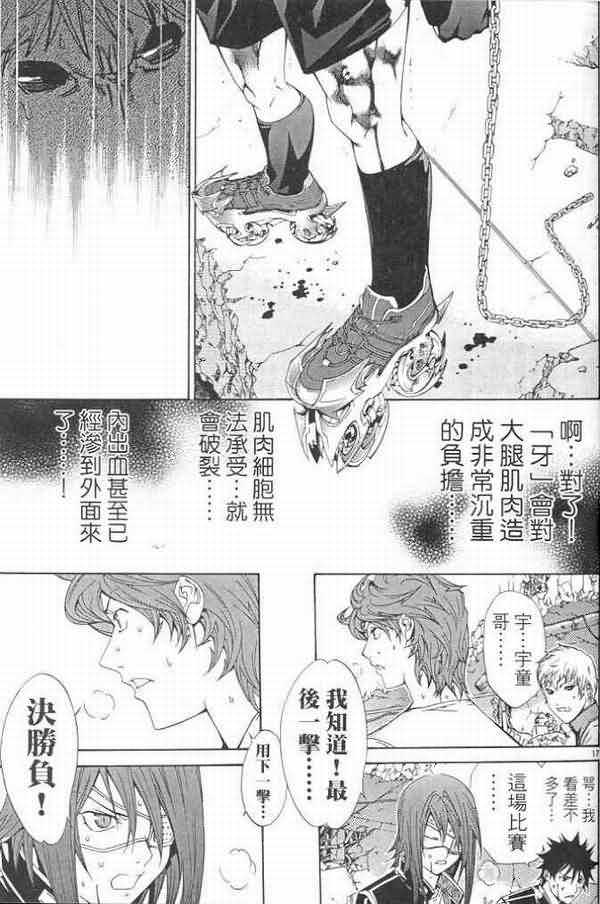 啊…對了!
「牙」會對
大腿肌肉造
成非常沉重
的負擔………
肌肉細胞無
法承受…就
會破裂……
內出血甚至已
經滲到外面來
了……!
宇…宇童
哥……
我知道!最
後一擊……
咢…我
看差不
多了…
這場比賽
……
用下一擊…
決勝負!
17